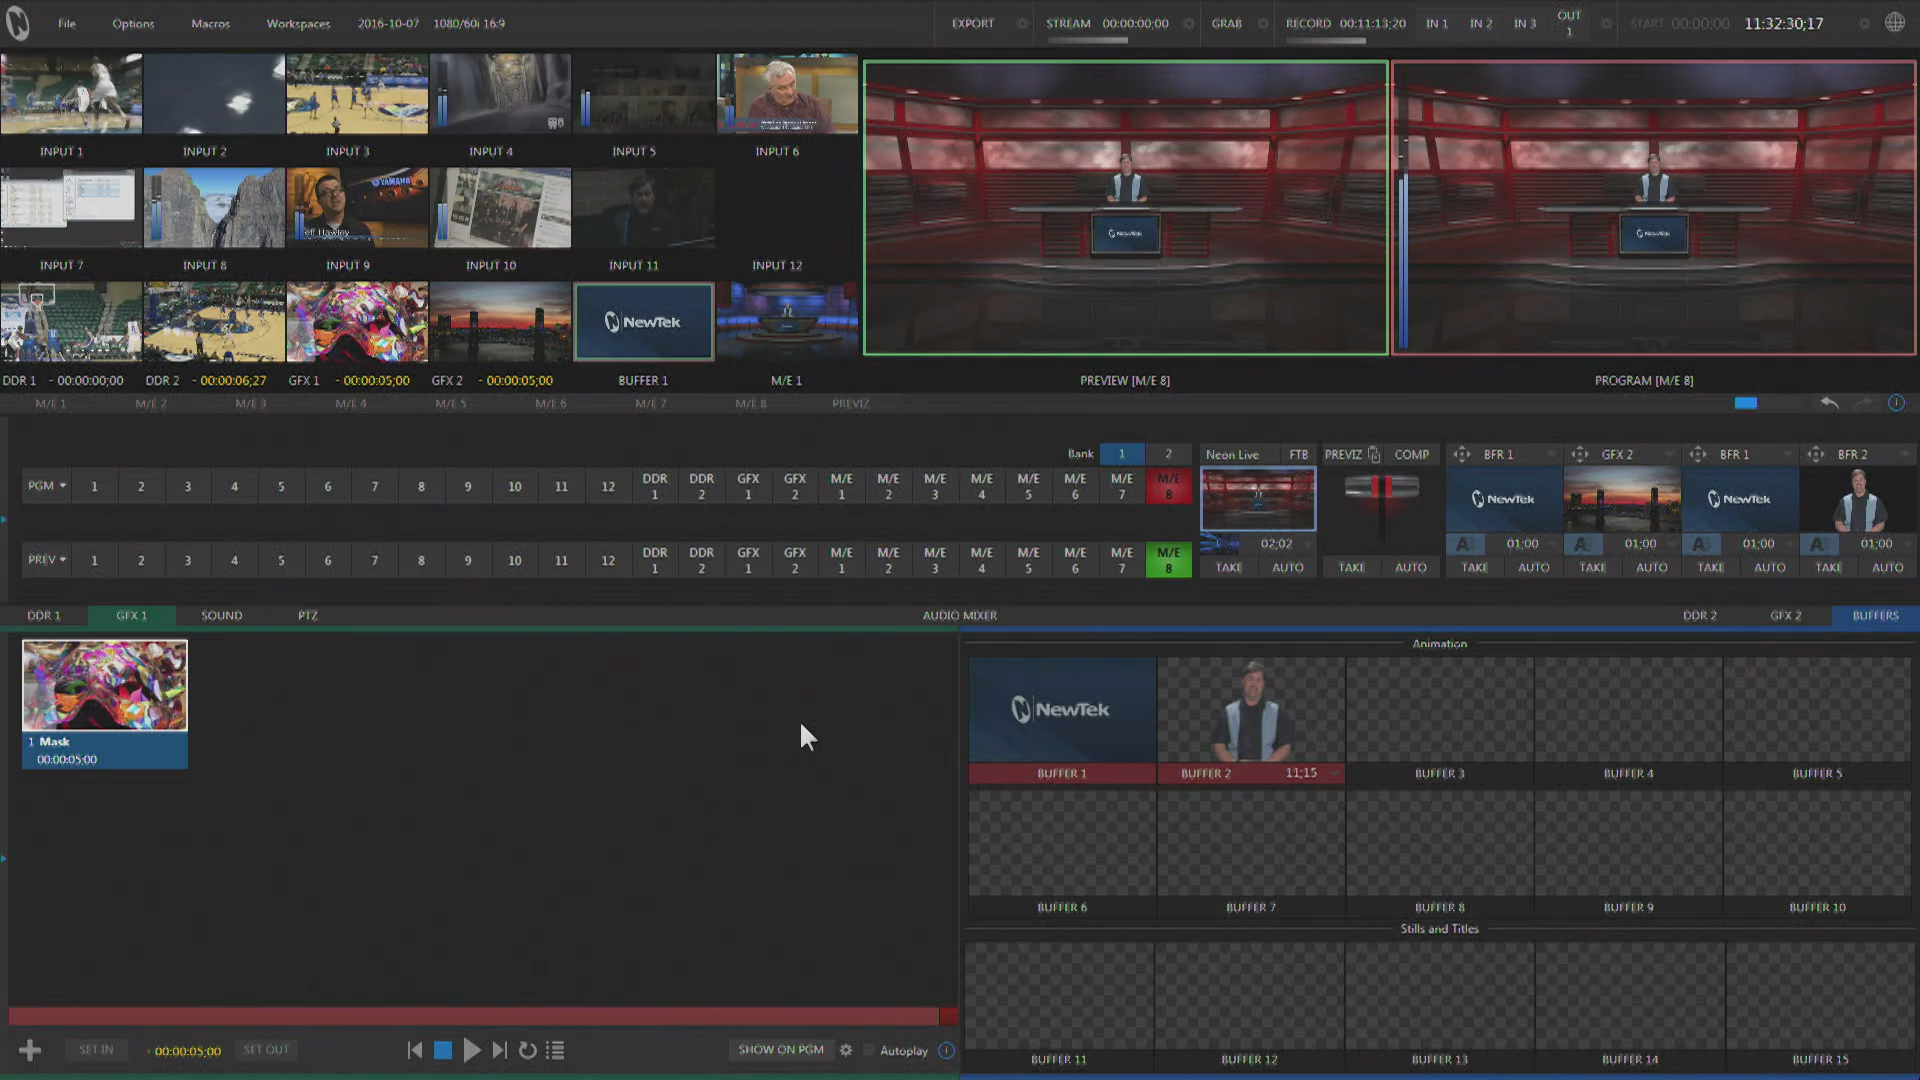 File Options Macros Workspaces 2016-10-07 1080/60i 16:9 EXPORT STREAM 00:00:00;00 GRAB RECORD 00:11:13;20 IN 1 IN 2 IN 3 OUT 1 START 00:00:00 11:32:30;17
INPUT 1 INPUT 2 INPUT 3 INPUT 4 INPUT 5 INPUT 6
YAMAHA
Jeff Hawley
INPUT 7 INPUT 8 INPUT 9 INPUT 10 INPUT 11 INPUT 12
NewTek
NewTek
NewTek
DDR 1 - 00:00:00;00 DDR 2 - 00:00:06;27 GFX 1 - 00:00:05;00 GFX 2 - 00:00:05;00 BUFFER 1 M/E 1 PREVIEW [M/E 8] PROGRAM [M/E 8]
M/E 1 M/E 2 M/E 3 M/E 4 M/E 5 M/E 6 M/E 7 M/E 8 PREVIZ
Bank 1 2 Neon Live FTB PREVIZ COMP BFR 1 GFX 2 BFR 1 BFR 2
PGM 1 2 3 4 5 6 7 8 9 10 11 12 DDR 1 DDR 2 GFX 1 GFX 2 M/E 1 M/E 2 M/E 3 M/E 4 M/E 5 M/E 6 M/E 7 M/E 8
NewTek NewTek
02;02 A 01;00 A 01;00 A 01;00 A 01;00
PREV 1 2 3 4 5 6 7 8 9 10 11 12 DDR 1 DDR 2 GFX 1 GFX 2 M/E 1 M/E 2 M/E 3 M/E 4 M/E 5 M/E 6 M/E 7 M/E 8
TAKE AUTO TAKE AUTO TAKE AUTO TAKE AUTO TAKE AUTO TAKE AUTO
DDR 1 GFX 1 SOUND PTZ AUDIO MIXER DDR 2 GFX 2 BUFFERS
Animation
NewTek
1 Mask
00:00:05;00
BUFFER 1 BUFFER 2 11;15 BUFFER 3 BUFFER 4 BUFFER 5
BUFFER 6 BUFFER 7 BUFFER 8 BUFFER 9 BUFFER 10
Stills and Titles
SET IN - 00:00:05;00 SET OUT SHOW ON PGM Autoplay
BUFFER 11 BUFFER 12 BUFFER 13 BUFFER 14 BUFFER 15